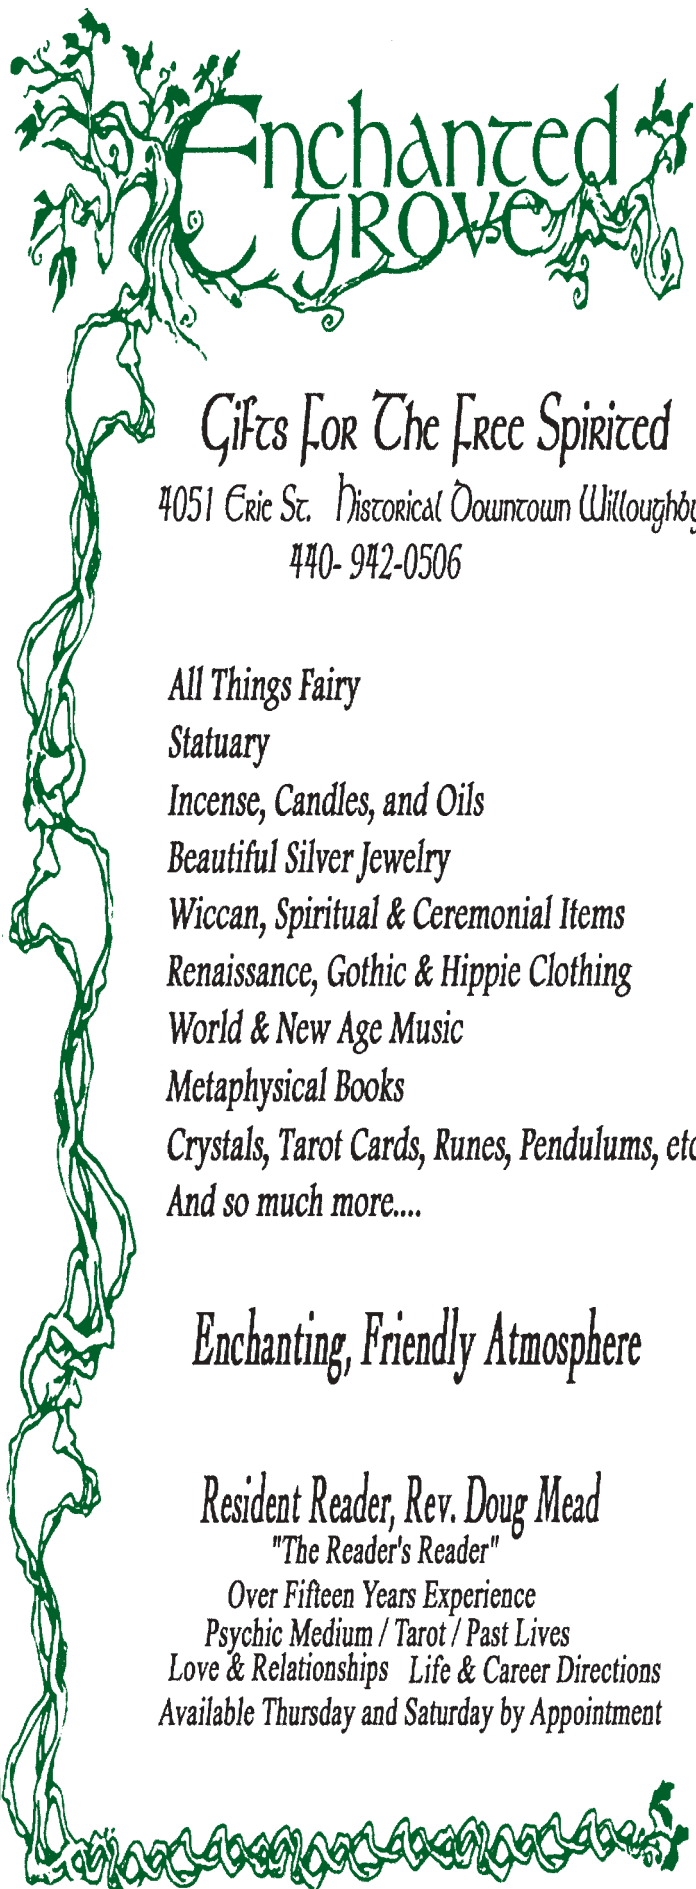 Enchanted
Grove
Gifts For The Free Spirited
4051 Erie St. Historical Downtown Willoughby
440- 942-0506
All Things Fairy
Statuary
Incense, Candles, and Oils
Beautiful Silver Jewelry
Wiccan, Spiritual & Ceremonial Items
Renaissance, Gothic & Hippie Clothing
World & New Age Music
Metaphysical Books
Crystals, Tarot Cards, Runes, Pendulums, etc
And so much more....
Enchanting, Friendly Atmosphere
Resident Reader, Rev. Doug Mead
"The Reader's Reader"
Over Fifteen Years Experience
Psychic Medium / Tarot / Past Lives
Love & Relationships Life & Career Directions
Available Thursday and Saturday by Appointment